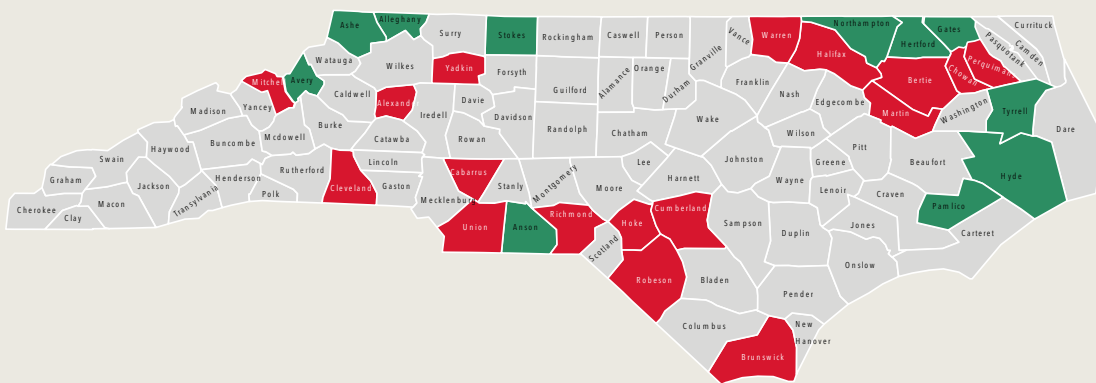 Ashe
Alleghany
Surry
Stokes
Rockingham
Caswell
Person
Granville
Vance
Warren
Halifax
Northampton
Hertford
Gates
Pasquotank
Camden
Currituck
Watauga
Wilkes
Yadkin
Forsyth
Guilford
Alamance
Orange
Durham
Franklin
Nash
Edgecombe
Bertie
Chowan
Perquimans
Mitchell
Avery
Caldwell
Alexander
Iredell
Davie
Davidson
Randolph
Chatham
Wake
Martin
Washington
Tyrrell
Dare
Madison
Yancey
Mcdowell
Burke
Catawba
Rowan
Lee
Johnston
Wilson
Pitt
Beaufort
Hyde
Swain
Haywood
Buncombe
Rutherford
Lincoln
Cabarrus
Stanly
Montgomery
Moore
Harnett
Wayne
Greene
Lenoir
Craven
Pamlico
Graham
Jackson
Henderson
Polk
Cleveland
Gaston
Mecklenburg
Cherokee
Clay
Macon
Transylvania
Union
Anson
Richmond
Scotland
Hoke
Cumberland
Sampson
Duplin
Jones
Carteret
Onslow
Robeson
Bladen
Pender
Columbus
New
Hanover
Brunswick